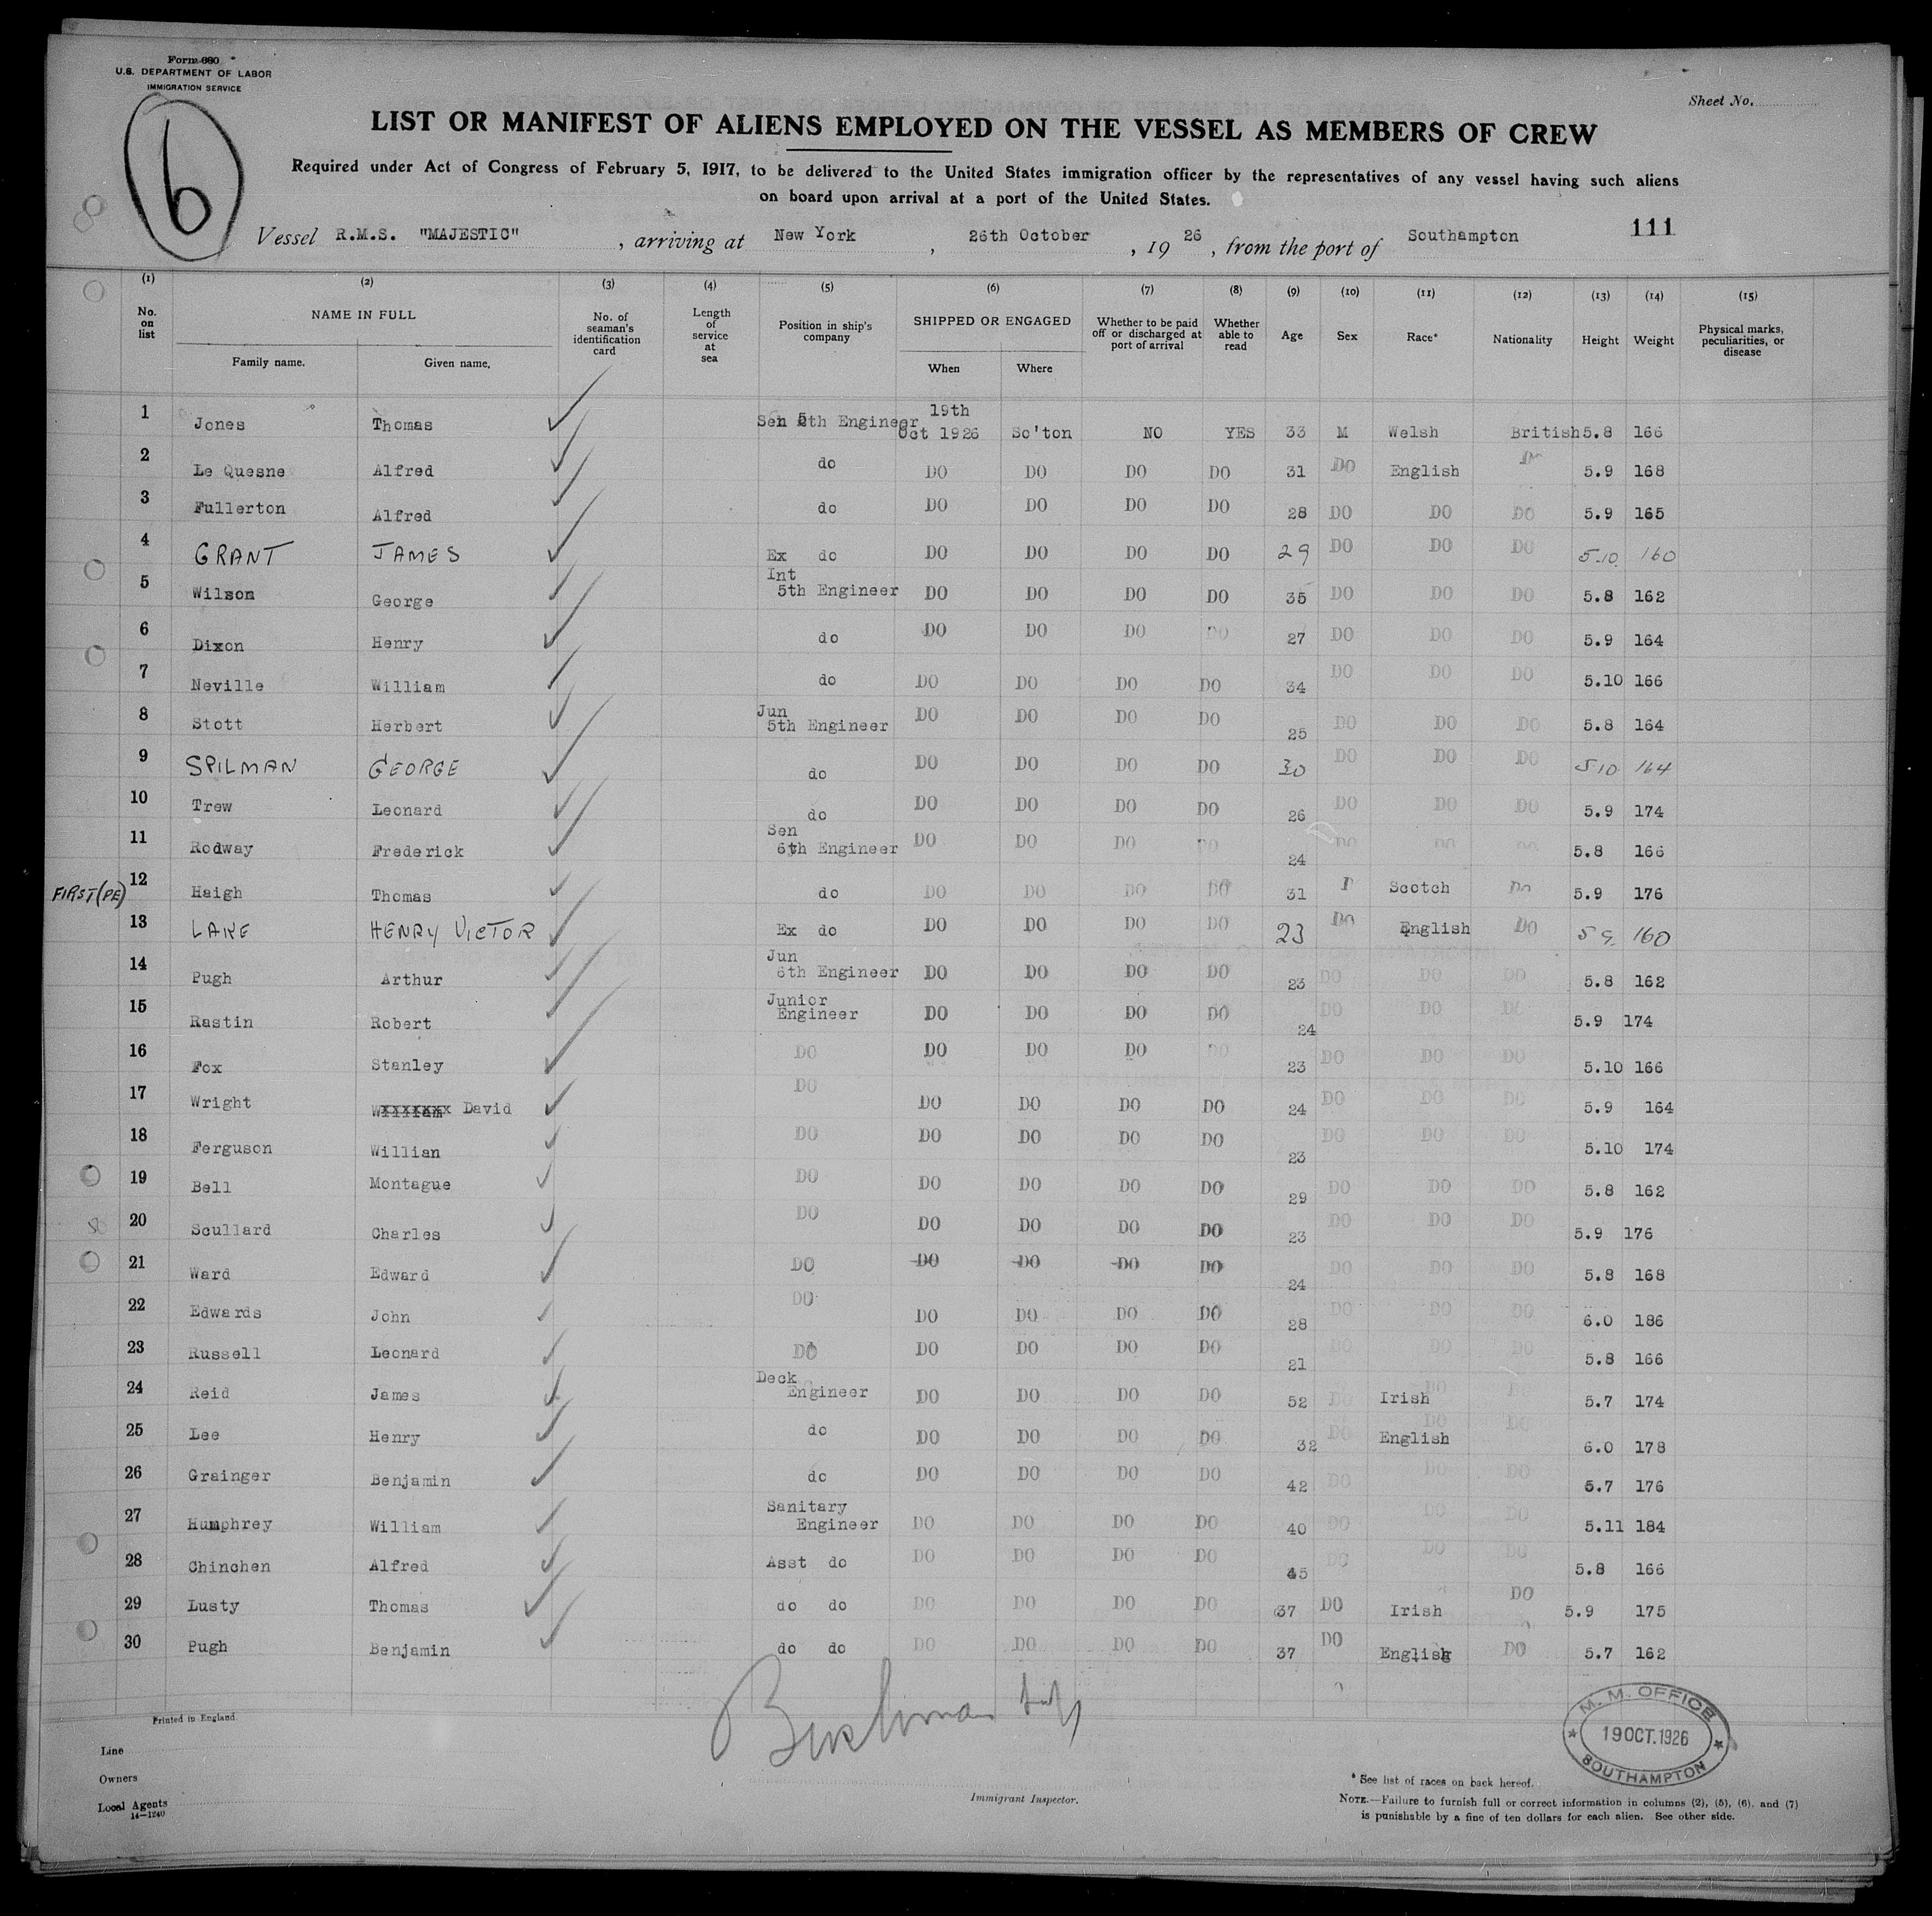 Form 680
U.S. DEPARTMENT OF LABOR
IMMIGRATION SERVICE
6
Sheet No.
LIST OR MANIFEST OF ALIENS EMPLOYED ON THE VESSEL AS MEMBERS OF CREW
Required under Act of Congress of February 5, 1917, to be delivered to the United States immigration officer by the representatives of any vessel having such aliens
on board upon arrival at a port of the United States.
Vessel R.M.S. "MAJESTIC", arriving at New York, 26th October, 1926, from the port of Southampton 111
(1) (2) (3) (4) (5) (6) (7) (8) (9) (10) (11) (12) (13) (14) (15)
No. on list NAME IN FULL Family name. Given name. No. of seaman's identification card Length of service at sea Position in ship's company SHIPPED OR ENGAGED When Where Whether to be paid off or discharged at port of arrival Whether able to read Age Sex Race* Nationality Height Weight Physical marks, peculiarities, or disease
1 Jones Thomas Sen 5th Engineer 19th Oct 1926 So'ton NO YES 33 M Welsh British 5.8 166
2 Le Quesne Alfred do DO DO DO DO 31 DO English Do 5.9 168
3 Fullerton Alfred do DO DO DO DO 28 DO DO DO 5.9 165
4 GRANT JAMES Ex do DO DO DO DO 29 DO DO DO 5.10 160
5 Wilson George Int 5th Engineer DO DO DO DO 35 DO DO DO 5.8 162
6 Dixon Henry do DO DO DO DO 27 DO DO DO 5.9 164
7 Neville William do DO DO DO DO 34 DO DO DO 5.10 166
8 Stott Herbert Jun 5th Engineer DO DO DO DO 25 DO DO DO 5.8 164
9 SPILMAN GEORGE do DO DO DO DO 30 DO DO DO 5 10 164
10 Trew Leonard do DO DO DO DO 26 DO DO DO 5.9 174
11 Rodway Frederick Sen 6th Engineer DO DO DO DO 24 DO DO DO 5.8 166
FIRST (PE) 12 Haigh Thomas do DO DO DO DO 31 Scotch Do 5.9 176
13 LAKE HENRY VICTOR Ex do DO DO DO DO 23 DO English DO 5 9. 160
14 Pugh Arthur Jun 6th Engineer DO DO DO DO 23 DO DO DO 5.8 162
15 Rastin Robert Junior Engineer DO DO DO DO 24 DO DO DO 5.9 174
16 Fox Stanley DO DO DO DO DO 23 DO DO DO 5.10 166
17 Wright David DO DO DO DO DO 24 DO DO DO 5.9 164
18 Ferguson Willian DO DO DO DO DO 23 DO DO DO 5.10 174
19 Bell Montague DO DO DO DO DO 29 DO DO DO 5.8 162
20 Scullard Charles DO DO DO DO DO 23 DO DO DO 5.9 176
21 Ward Edward DO DO DO DO DO 24 DO DO DO 5.8 168
22 Edwards John DO DO DO DO DO 28 DO DO DO 6.0 186
23 Russell Leonard DO DO DO DO DO 21 DO DO DO 5.8 166
24 Reid James Deck Engineer DO DO DO DO 52 DO Irish 5.7 174
25 Lee Henry do DO DO DO DO 32 DO English DO 6.0 178
26 Grainger Benjamin do DO DO DO DO 42 DO DO DO 5.7 176
27 Humphrey William Sanitary Engineer DO DO DO DO 40 DO DO DO 5.11 184
28 Chinchen Alfred Asst do DO DO DO DO 45 DO DO DO 5.8 166
29 Lusty Thomas do do DO DO DO DO 37 DO Irish DO 5.9 175
30 Pugh Benjamin do do DO DO DO DO 37 DO English DO 5.7 162
Printed in England.
Line
Owners
Local Agents
14-1240
Immigrant Inspector.
M. M. OFFICE
19 OCT. 1926
SOUTHAMPTON
* See list of races on back hereof.
NOTE.—Failure to furnish full or correct information in columns (2), (5), (6), and (7)
is punishable by a fine of ten dollars for each alien. See other side.